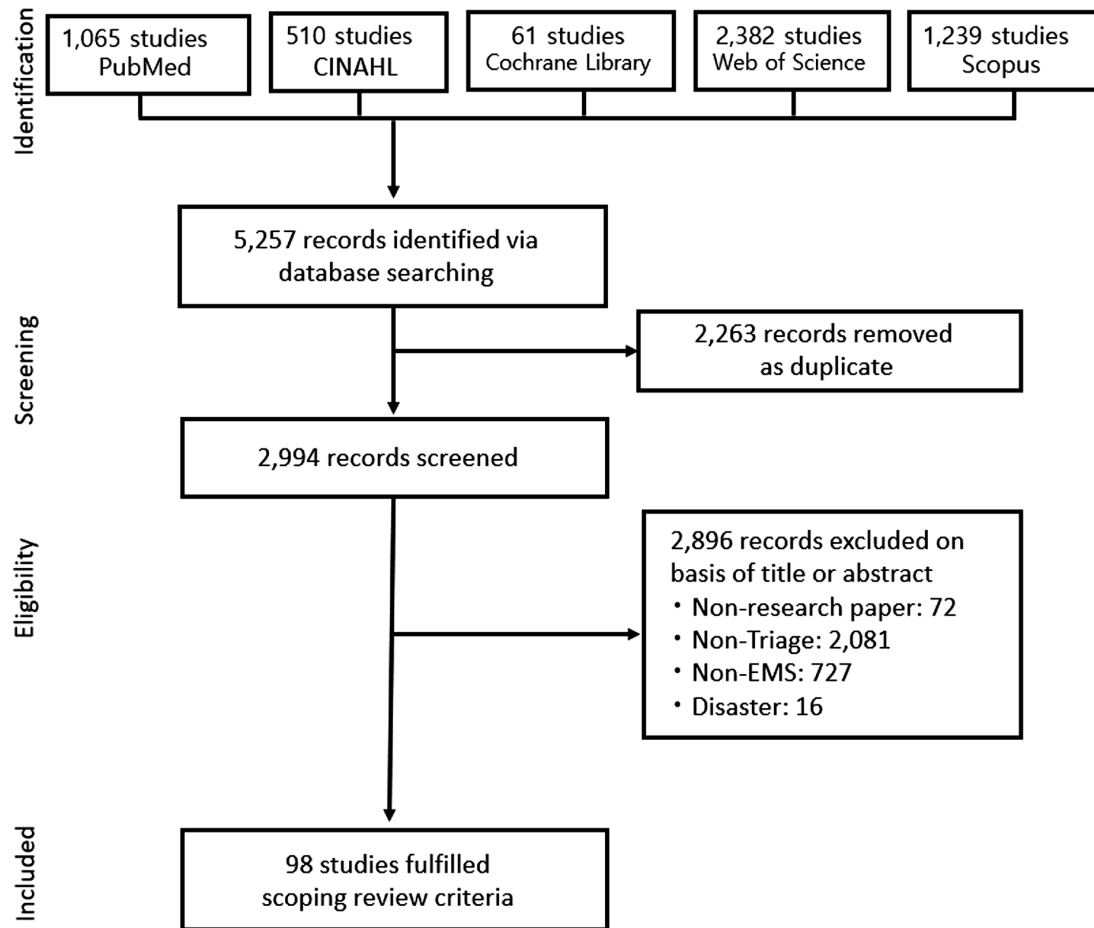 Identification
1,065 studies
PubMed
510 studies
CINAHL
61 studies
Cochrane Library
2,382 studies
Web of Science
1,239 studies
Scopus
5,257 records identified via
database searching
Screening
2,263 records removed
as duplicate
2,994 records screened
Eligibility
2,896 records excluded on
basis of title or abstract
・Non-research paper: 72
・Non-Triage: 2,081
・Non-EMS: 727
・Disaster: 16
Included
98 studies fulfilled
scoping review criteria